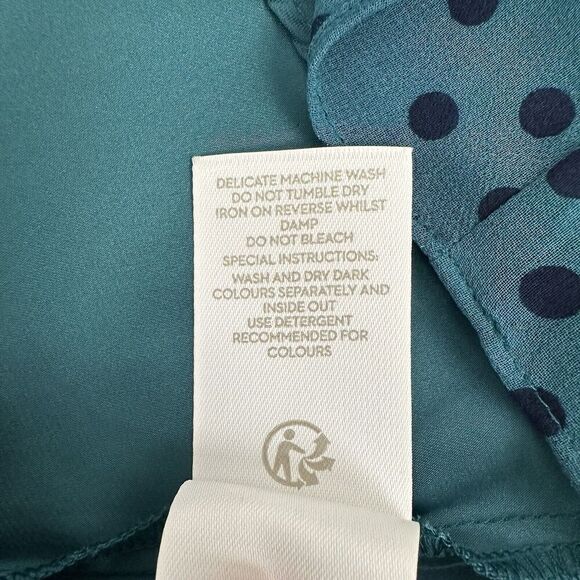 DELICATE MACHINE WASH
DO NOT TUMBLE DRY
IRON ON REVERSE WHILST
DAMP
DO NOT BLEACH
SPECIAL INSTRUCTIONS:
WASH AND DRY DARK
COLOURS SEPARATELY AND
INSIDE OUT
USE DETERGENT
RECOMMENDED FOR
COLOURS